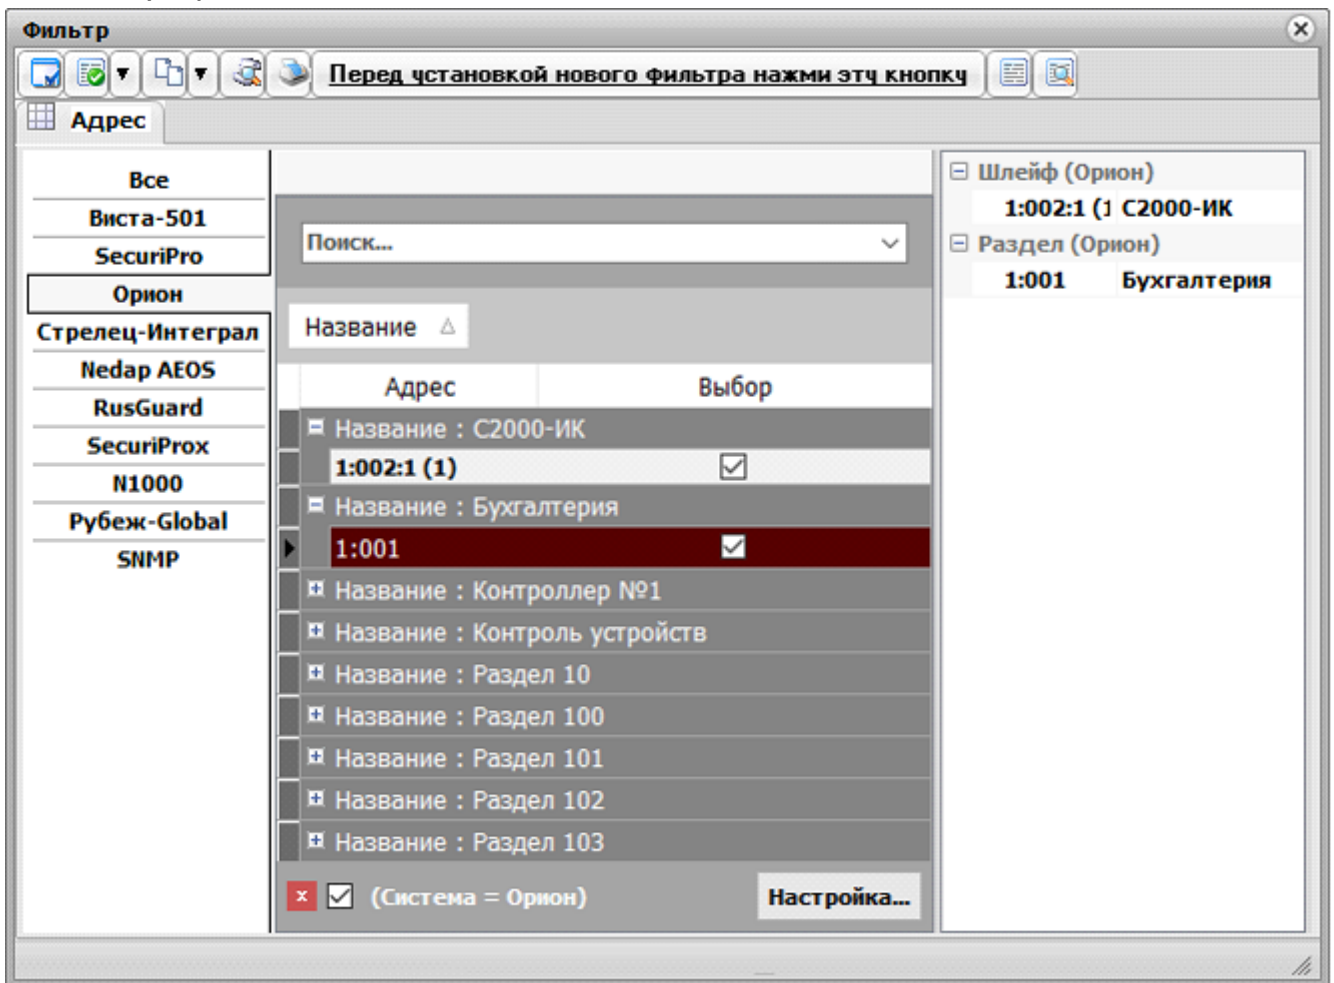 Фильтр
Перед установкой нового фильтра нажми эту кнопку
Адрес
Все
Виста-501
SecuriPro
Орион
Стрелец-Интеграл
Nedap AEOS
RusGuard
SecuriProx
N1000
Рубеж-Global
SNMP
Поиск...
Название
Адрес Выбор
Название : С2000-ИК
1:002:1 (1)
Название : Бухгалтерия
1:001
Название : Контроллер №1
Название : Контроль устройств
Название : Раздел 10
Название : Раздел 100
Название : Раздел 101
Название : Раздел 102
Название : Раздел 103
(Система = Орион) Настройка...
Шлейф (Орион)
1:002:1 (1 С2000-ИК
Раздел (Орион)
1:001 Бухгалтерия